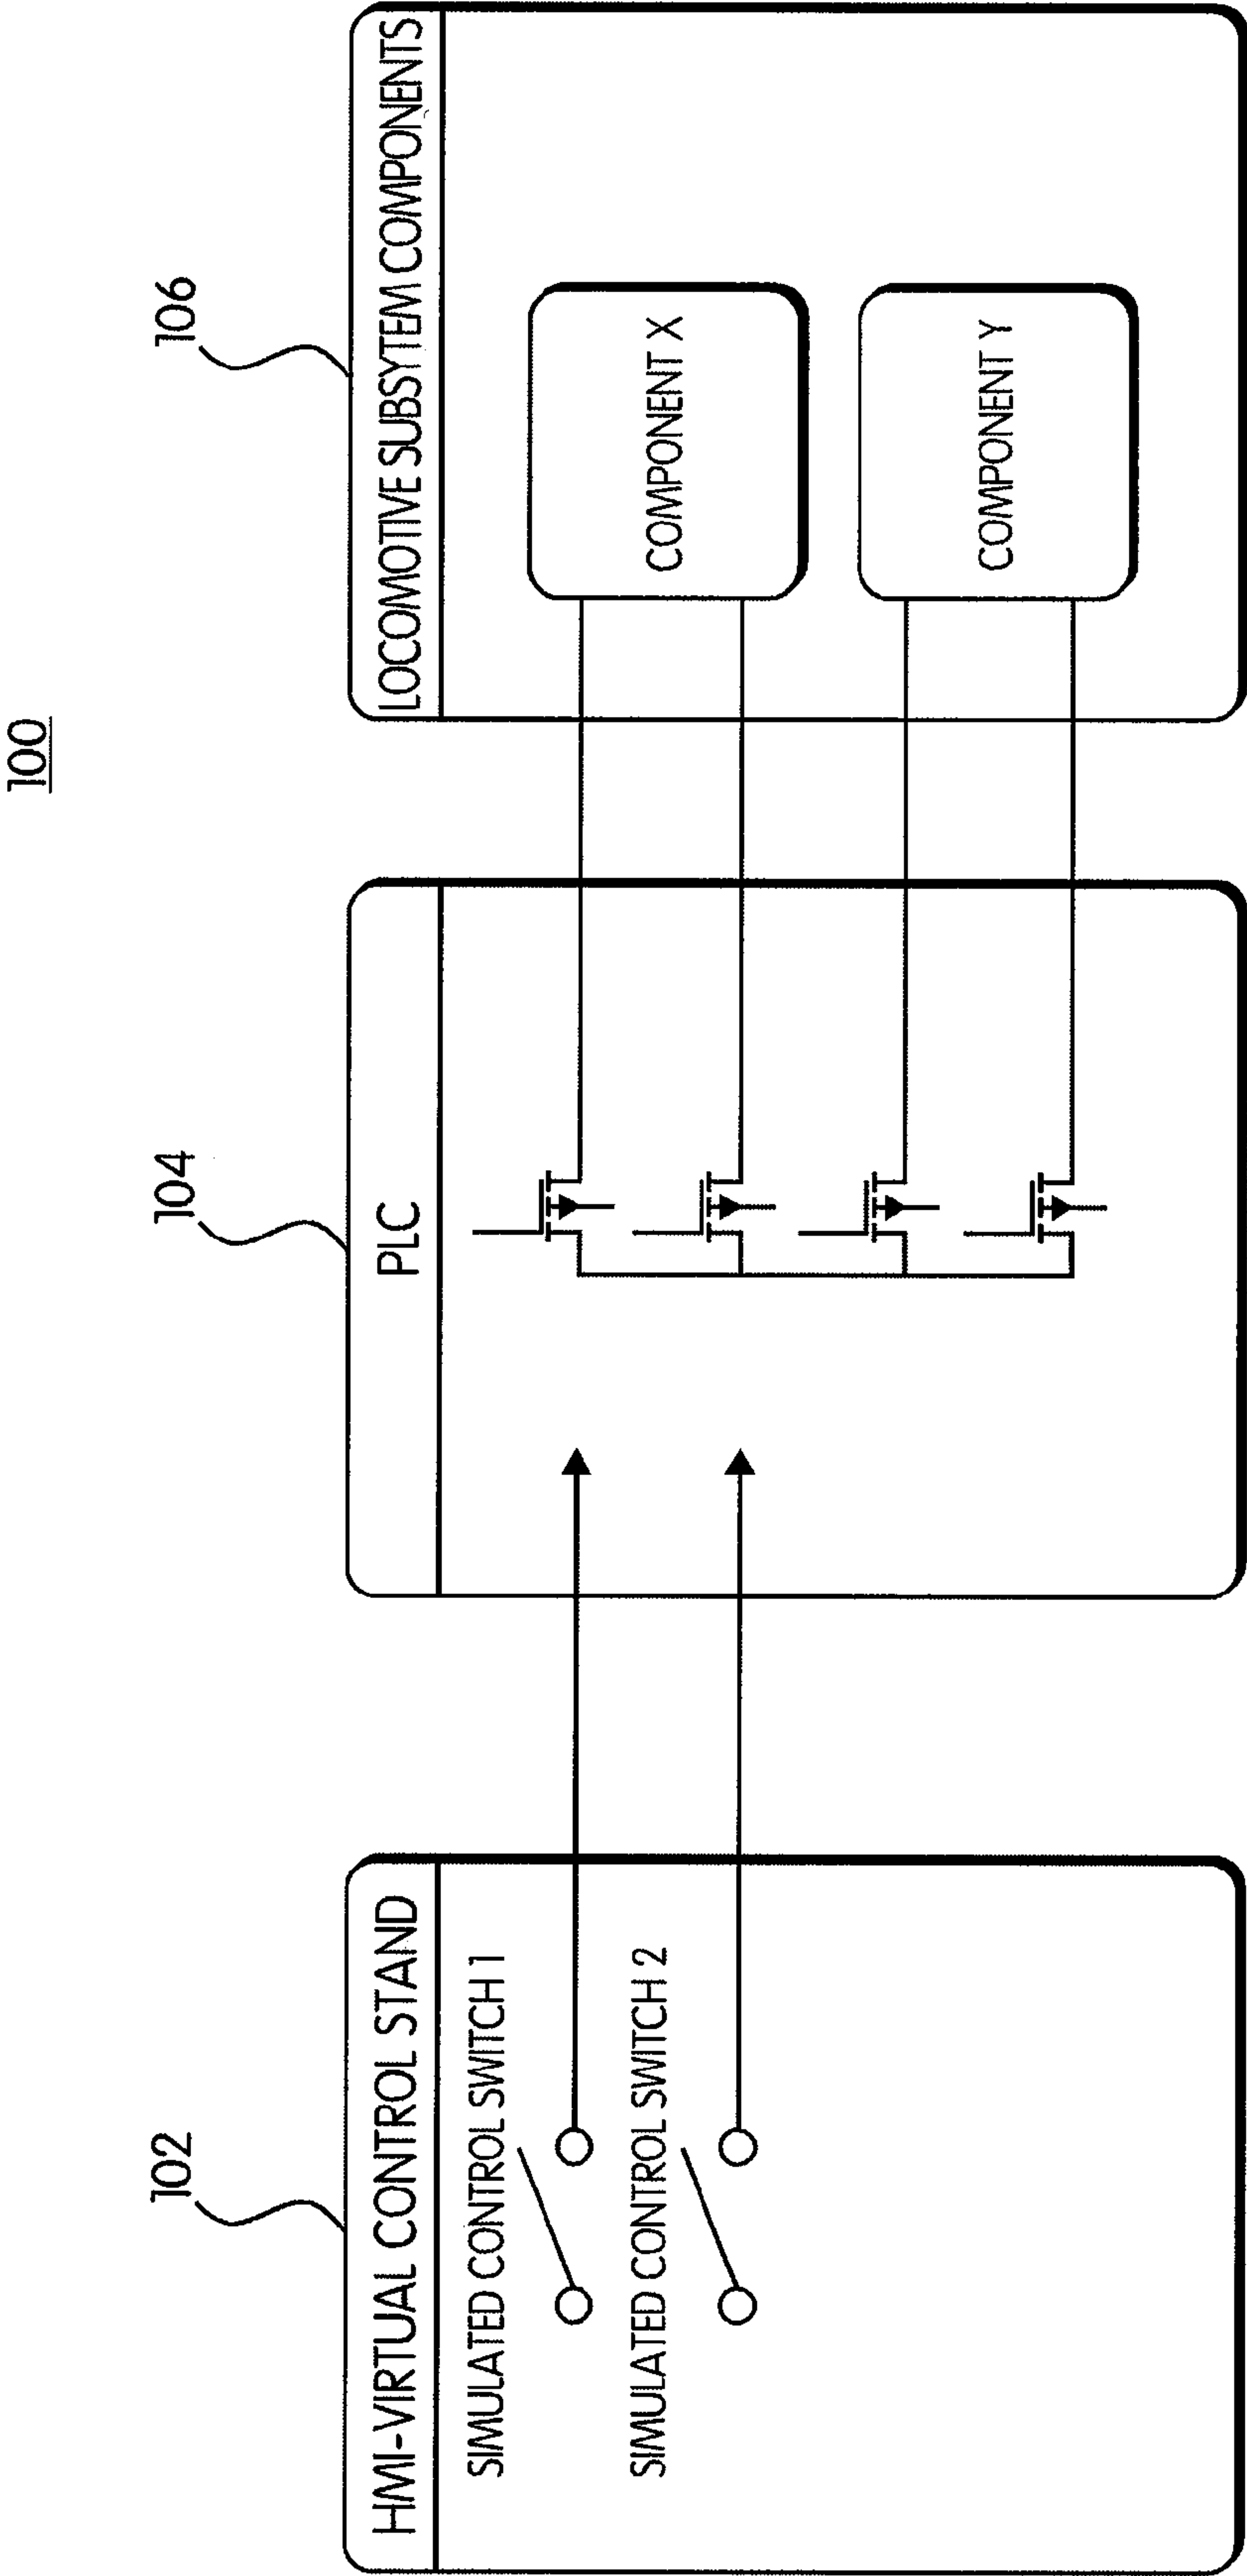 100
102
HMI-VIRTUAL CONTROL STAND
SIMULATED CONTROL SWITCH 1
SIMULATED CONTROL SWITCH 2
104
PLC
106
LOCOMOTIVE SUBSYTEM COMPONENTS
COMPONENT X
COMPONENT Y